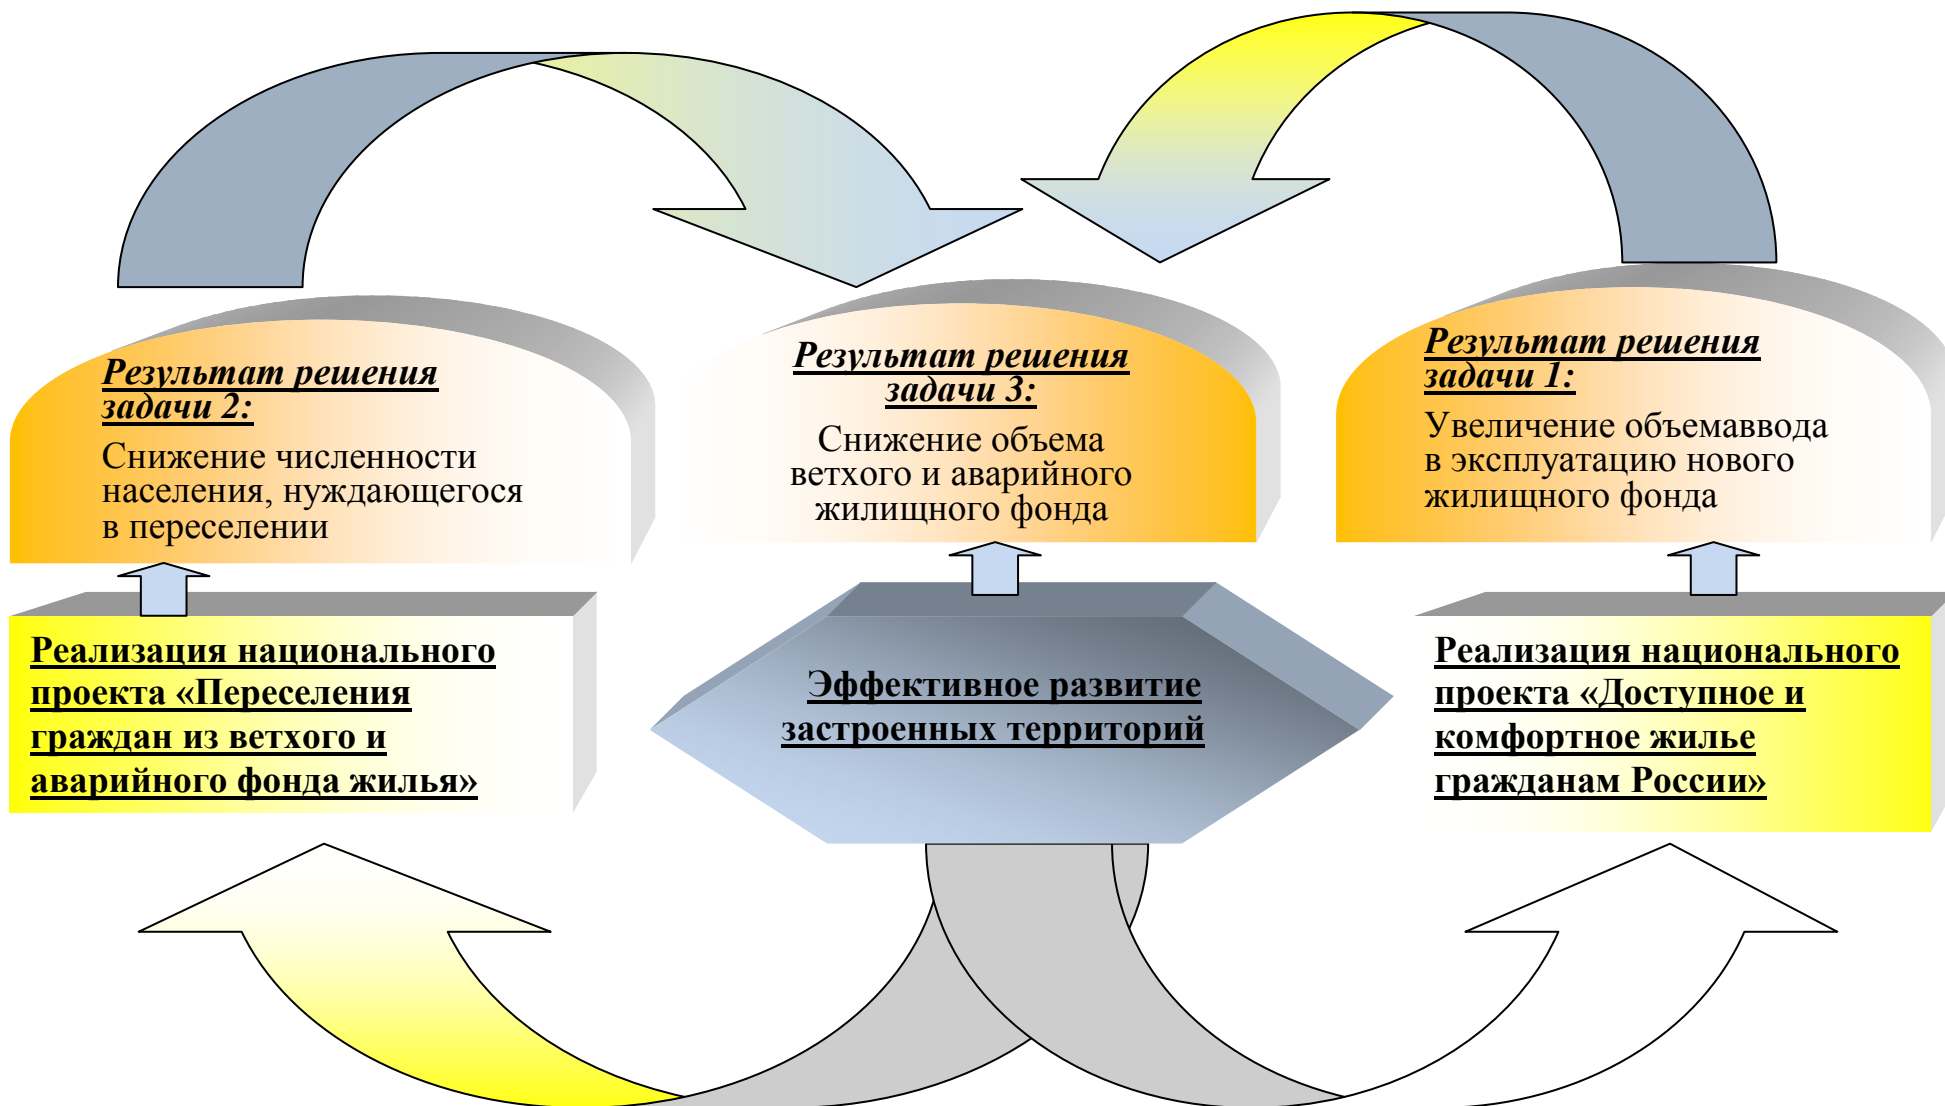 Результат решения
задачи 2:
Снижение численности
населения, нуждающегося
в переселении
Результат решения
задачи 3:
Снижение объема
ветхого и аварийного
жилищного фонда
Результат решения
задачи 1:
Увеличение объемаввода
в эксплуатацию нового
жилищного фонда
Реализация национального
проекта «Переселения
граждан из ветхого и
аварийного фонда жилья»
Эффективное развитие
застроенных территорий
Реализация национального
проекта «Доступное и
комфортное жилье
гражданам России»